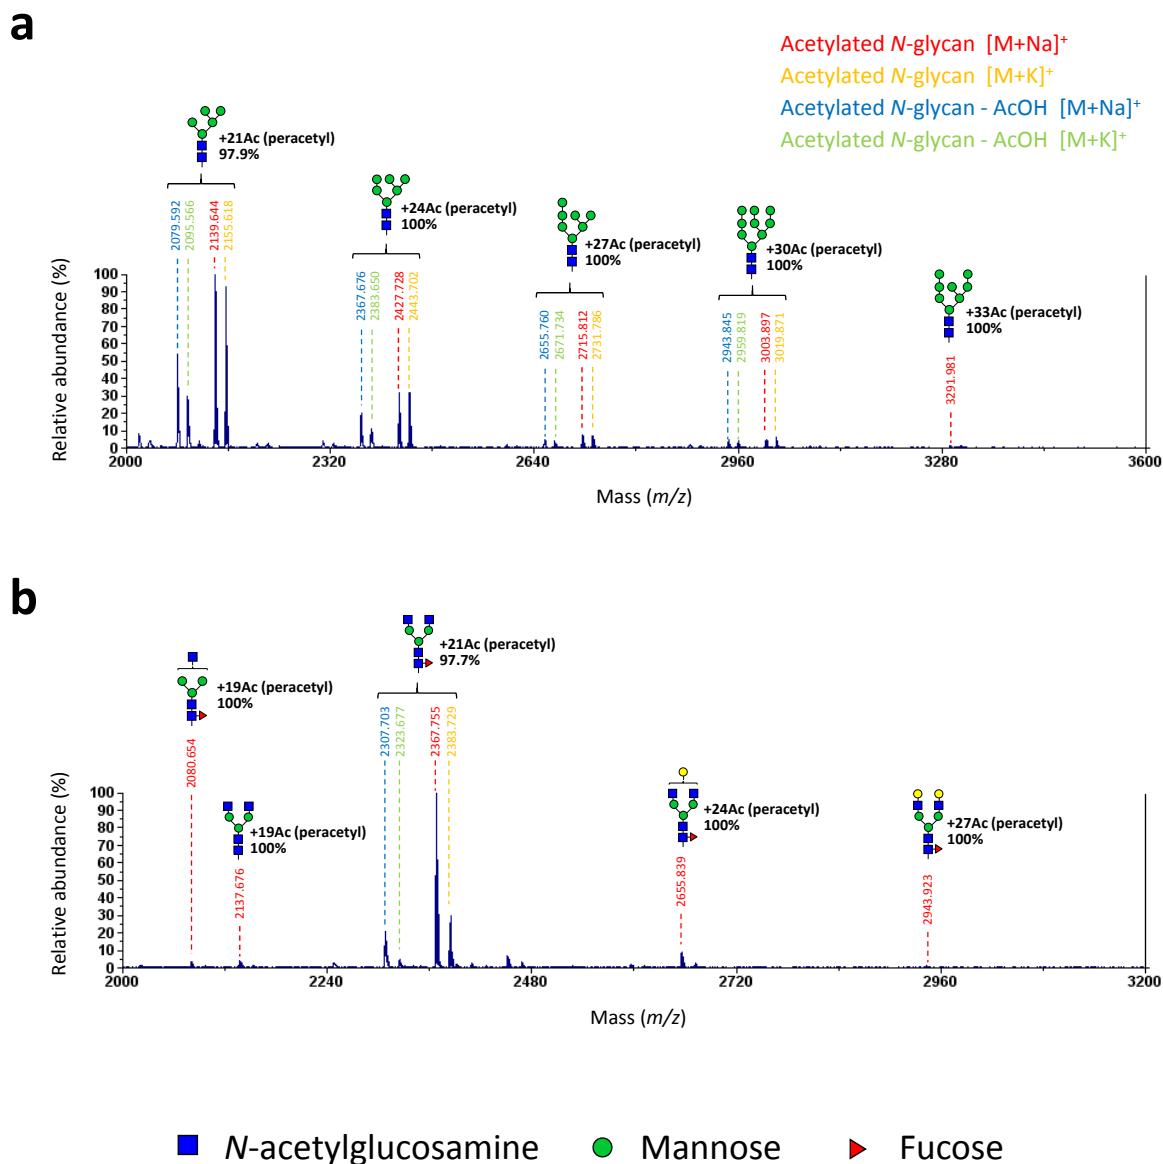 a
Acetylated N-glycan [M+Na]⁺
Acetylated N-glycan [M+K]⁺
Acetylated N-glycan - AcOH [M+Na]⁺
Acetylated N-glycan - AcOH [M+K]⁺
+21Ac (peracetyl)
97.9%
+24Ac (peracetyl)
100%
+27Ac (peracetyl)
100%
+30Ac (peracetyl)
100%
+33Ac (peracetyl)
100%
2079.592
2095.566
2139.644
2155.618
2367.676
2383.650
2427.728
2443.702
2655.760
2671.734
2715.812
2731.786
2943.845
2959.819
3003.897
3019.871
3291.981
Relative abundance (%)
100
90
80
70
60
50
40
30
20
10
0
2000 2320 2640 2960 3280 3600
Mass (m/z)
b
+19Ac (peracetyl)
100%
+19Ac (peracetyl)
100%
+21Ac (peracetyl)
97.7%
+24Ac (peracetyl)
100%
+27Ac (peracetyl)
100%
2080.654
2137.676
2307.703
2323.677
2367.755
2383.729
2655.839
2943.923
Relative abundance (%)
100
90
80
70
60
50
40
30
20
10
0
2000 2240 2480 2720 2960 3200
Mass (m/z)
N-acetylglucosamine Mannose Fucose